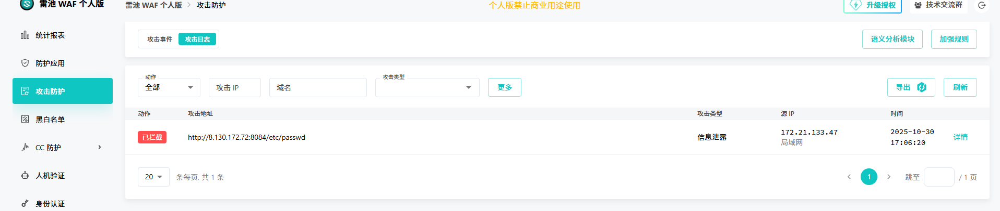 雷池 WAF 个人版
雷池 WAF 个人版 > 攻击防护
个人版禁止商业用途使用
升级授权
技术交流群
统计报表
防护应用
攻击防护
黑白名单
CC 防护
人机验证
身份认证
攻击事件 攻击日志
语义分析模块 加强规则
动作
全部
攻击 IP
域名
攻击类型
更多
导出
刷新
动作 攻击地址 攻击类型 源 IP 时间
已拦截 http://8.130.172.72:8084/etc/passwd 信息泄露 172.21.133.47
局域网
2025-10-30
17:06:20
详情
20 条每页, 共 1 条
1
跳至 / 1 页